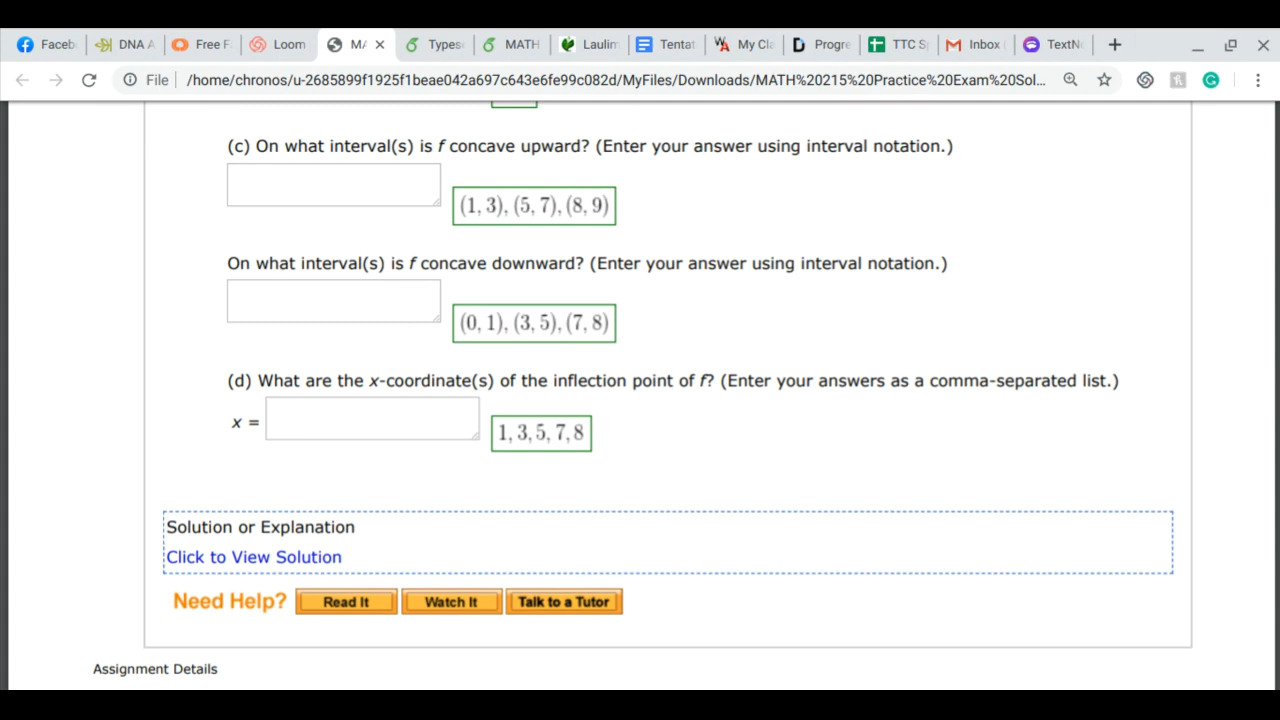 Faceb DNA A Free F Loom MA Types MATH Laulim Tentat My Cla Progre TTC S Inbox TextN
File /home/chronos/u-2685899f1925f1beae042a697c643e6fe99c082d/MyFiles/Downloads/MATH%20215%20Practice%20Exam%20Sol...
(c) On what interval(s) is f concave upward? (Enter your answer using interval notation.)
(1, 3), (5, 7), (8, 9)
On what interval(s) is f concave downward? (Enter your answer using interval notation.)
(0, 1), (3, 5), (7, 8)
(d) What are the x-coordinate(s) of the inflection point of f? (Enter your answers as a comma-separated list.)
x =
1, 3, 5, 7, 8
Solution or Explanation
Click to View Solution
Need Help? Read It Watch It Talk to a Tutor
Assignment Details